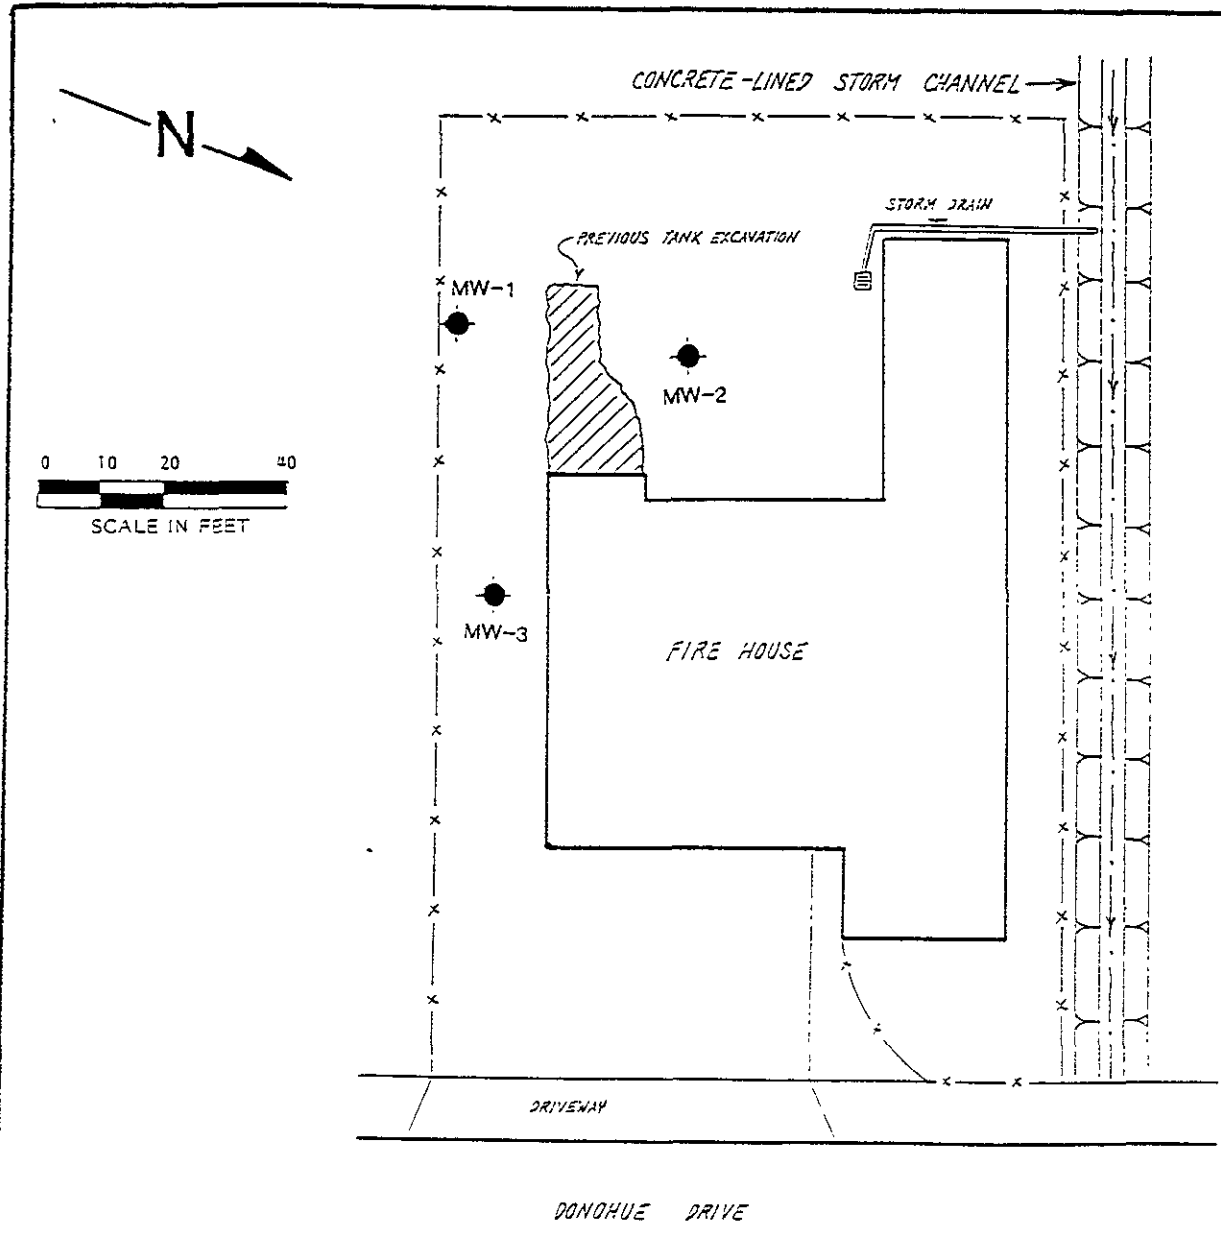 CONCRETE-LINED STORM CHANNEL
N
STORM DRAIN
PREVIOUS TANK EXCAVATION
MW-1
MW-2
0 10 20 40
SCALE IN FEET
MW-3
FIRE HOUSE
DRIVEWAY
DONOHUE DRIVE